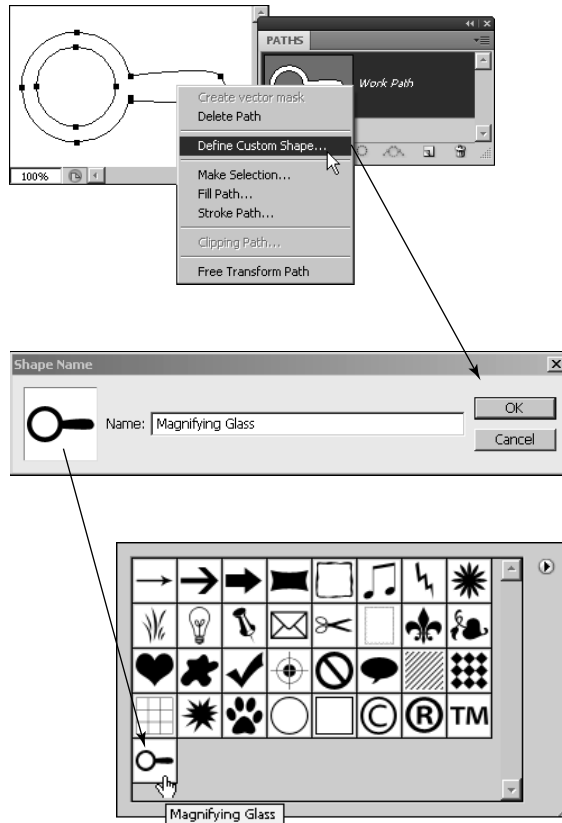 PATHS
Work Path
Create vector mask
Delete Path
Define Custom Shape...
Make Selection...
Fill Path...
Stroke Path...
Clipping Path...
Free Transform Path
100%
Shape Name
Name: Magnifying Glass
OK
Cancel
C
R
TM
Magnifying Glass